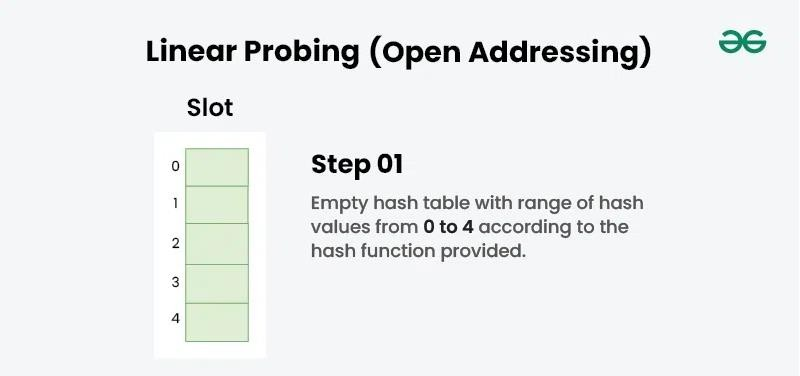 Linear Probing (Open Addressing)
Slot
0
1
2
3
4
Step 01
Empty hash table with range of hash
values from 0 to 4 according to the
hash function provided.